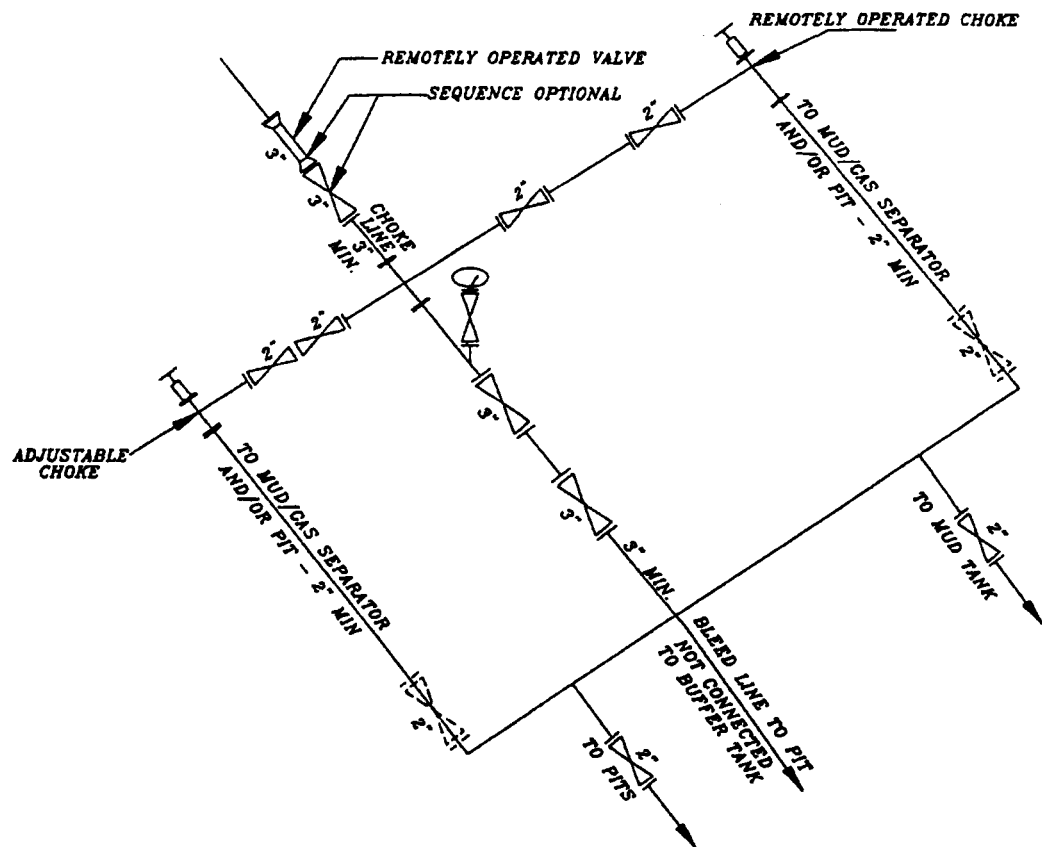 REMOTELY OPERATED CHOKE
REMOTELY OPERATED VALVE
SEQUENCE OPTIONAL
3"
3"
CHOKE
LINE
3"
MIN.
2"
2"
2"
2"
TO MUD/GAS SEPARATOR
AND/OR PIT - 2" MIN
2"
ADJUSTABLE
CHOKE
TO MUD/GAS SEPARATOR
AND/OR PIT - 2" MIN
2"
3"
3"
3" MIN.
BLEED LINE TO PIT
NOT CONNECTED
TO BUFFER TANK
2"
TO MUD TANK
2"
TO PITS